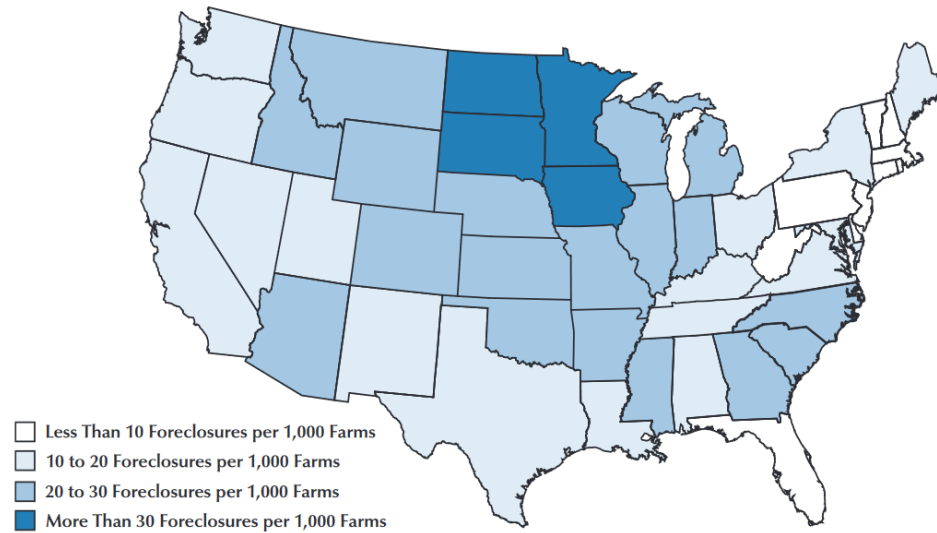 Less Than 10 Foreclosures per 1,000 Farms
10 to 20 Foreclosures per 1,000 Farms
20 to 30 Foreclosures per 1,000 Farms
More Than 30 Foreclosures per 1,000 Farms